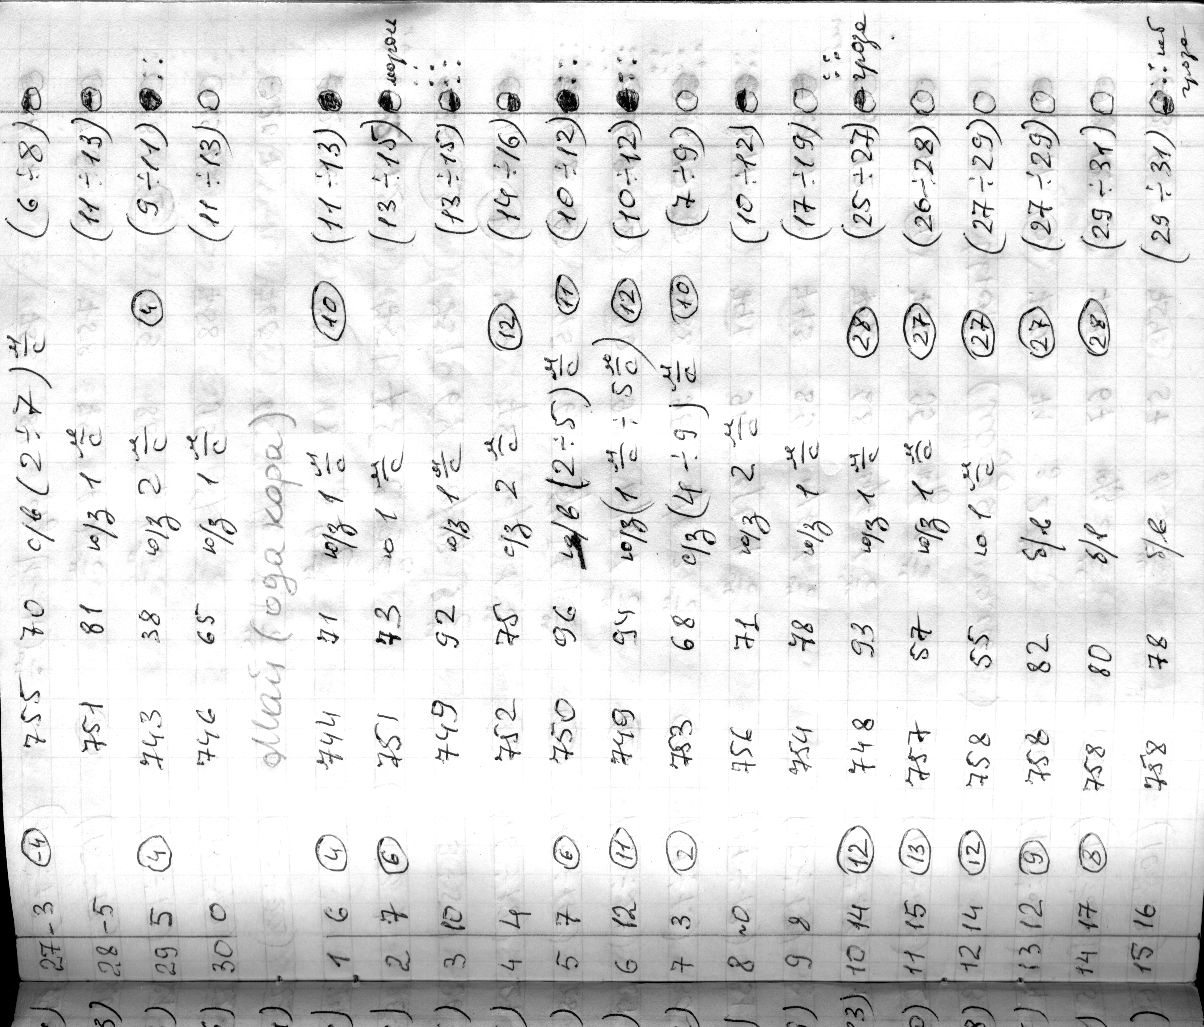 27 -3 (-4) 755 70 с/в (2÷7) м/с (6÷8)
28 -5 751 81 ю/з 1 м/с (11÷13)
29 5 (4) 743 38 ю/з 2 м/с (4) (9÷11)
30 0 746 65 ю/з 1 м/с (11÷13)
Май (года кора)
1 6 (4) 744 71 ю/з 1 м/с (10) (11÷13)
2 7 (6) 751 73 ю 1 м/с (13÷15)
3 10 749 92 ю/з 1 м/с (13÷15)
4 4 752 75 с/з 2 м/с (12) (14÷16)
5 7 (6) 750 96 /в (2÷5) м/с (11) (10÷12)
6 12 (11) 749 94 ю/з (1 м/с ÷ 5 м/с) (12) (10÷12)
7 3 (2) 753 68 с/з (4÷9) м/с (10) (7÷9)
8 ~0 756 71 ю/з 2 м/с (10÷12)
9 8 754 78 ю/з 1 м/с (17÷19)
10 14 (12) 748 93 ю/з 1 м/с (28) (25÷27) гроза
11 15 (13) 757 57 ю/з 1 м/с (27) (26÷28)
12 14 (12) 758 55 ю 1 м/с (27) (27÷29)
13 12 (9) 758 82 б/в (27) (27÷29)
14 17 (8) 758 80 б/в (28) (29÷31)
15 16 758 78 б/в (29÷31) гроза